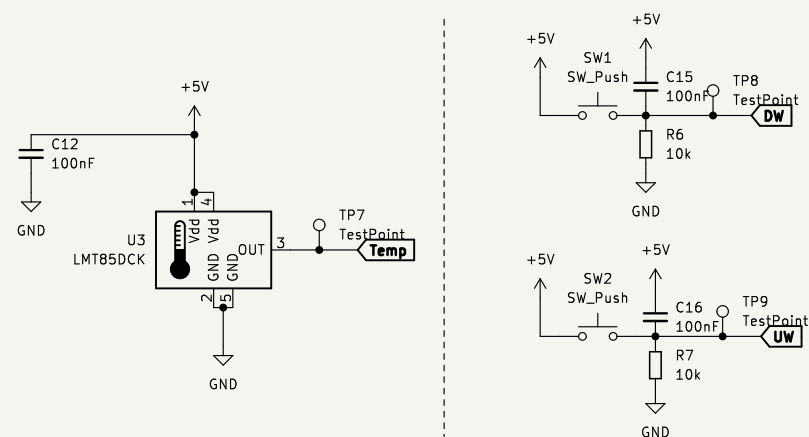 +5V
C12
100nF
GND
1
4
Vdd
Vdd
U3
LMT85DCK
OUT
3
GND
GND
2
5
GND
TP7
TestPoint
Temp
+5V
+5V
SW1
SW_Push
C15
100nF
TP8
TestPoint
DW
R6
10k
GND
+5V
+5V
SW2
SW_Push
C16
100nF
TP9
TestPoint
UW
R7
10k
GND